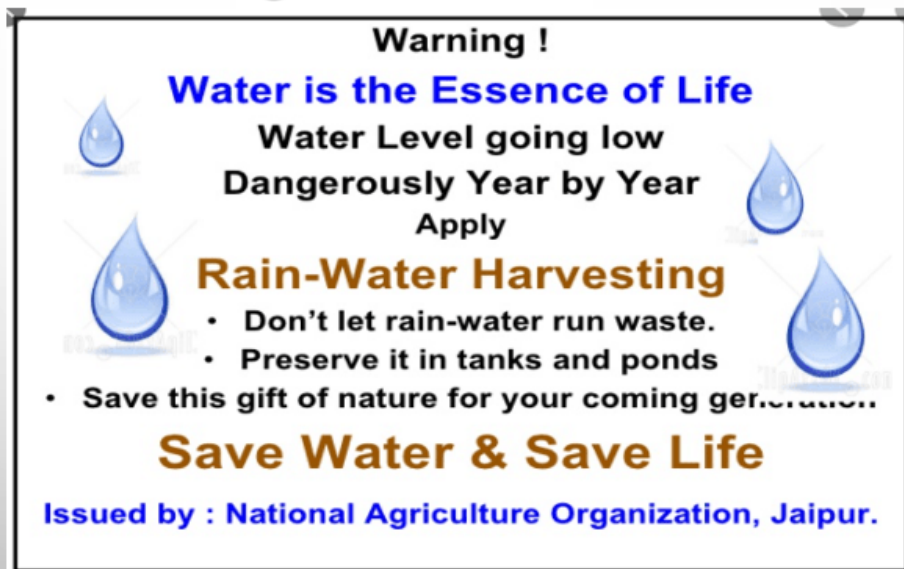 Warning !
Water is the Essence of Life
Water Level going low
Dangerously Year by Year
Apply
Rain-Water Harvesting
• Don't let rain-water run waste.
• Preserve it in tanks and ponds
• Save this gift of nature for your coming generation
Save Water & Save Life
Issued by : National Agriculture Organization, Jaipur.